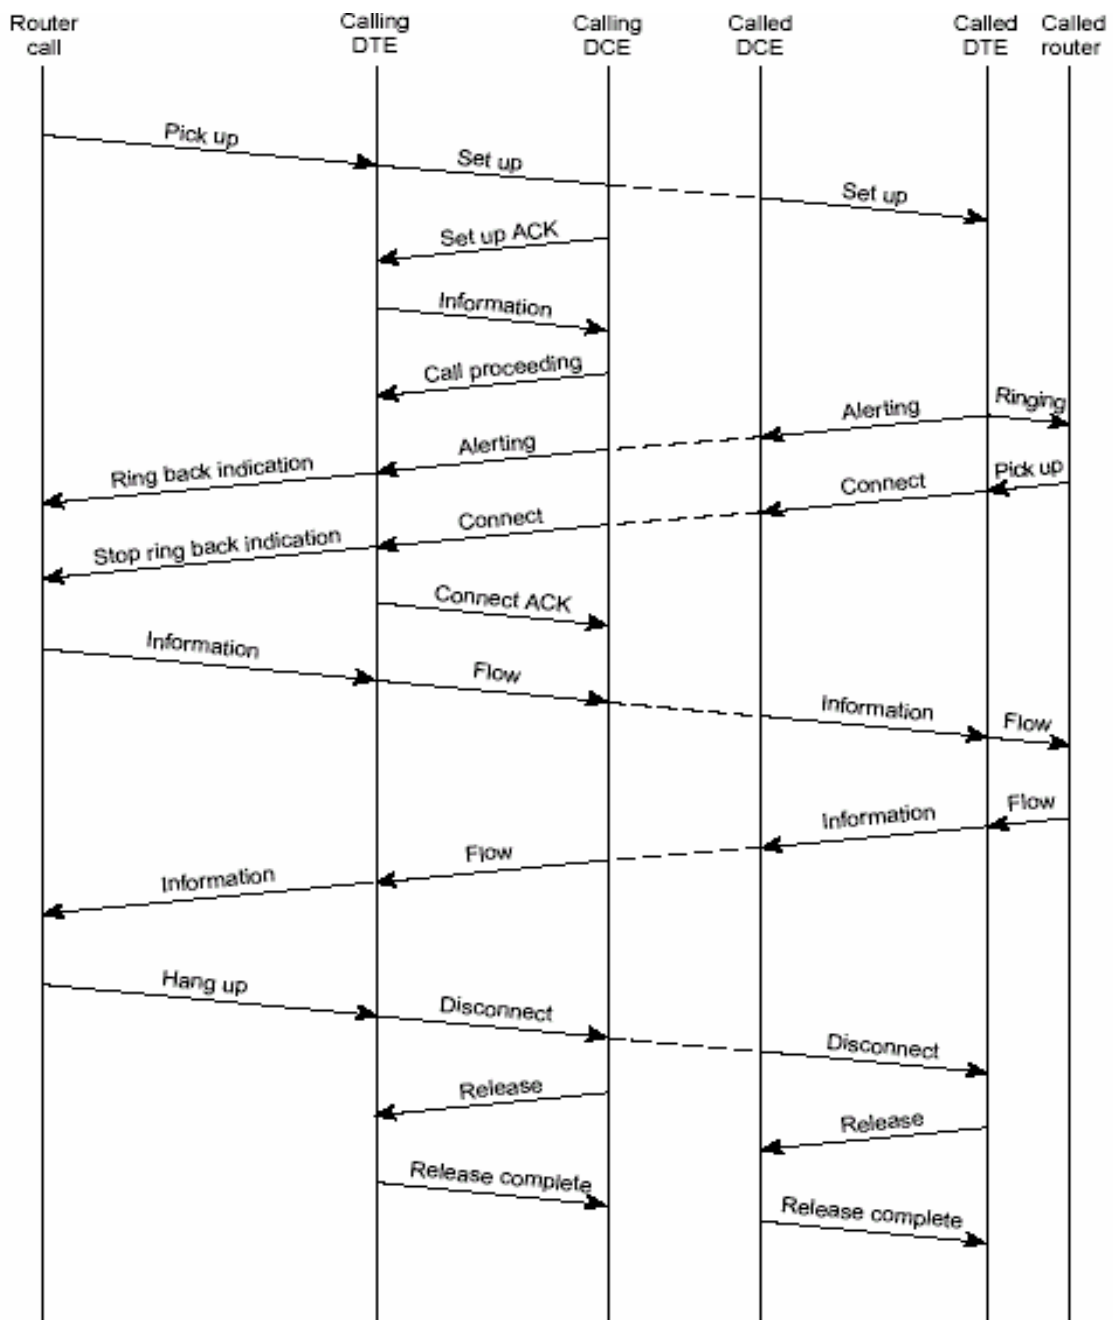 Router call
Calling DTE
Calling DCE
Called DCE
Called DTE
Called router
Pick up
Set up
Set up
Set up ACK
Information
Call proceeding
Alerting
Ringing
Alerting
Ring back indication
Pick up
Connect
Connect
Stop ring back indication
Connect ACK
Information
Flow
Information
Flow
Flow
Information
Flow
Information
Hang up
Disconnect
Disconnect
Release
Release
Release complete
Release complete